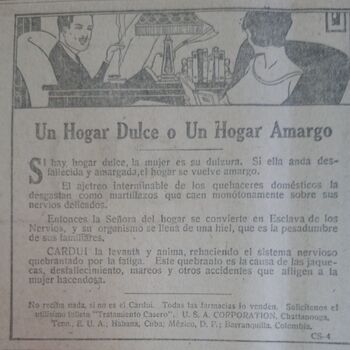 Un Hogar Dulce o Un Hogar Amargo
SI hay hogar dulce, la mujer es su dulzura. Si ella anda des-
fallecida y amargada, el hogar se vuelve amargo.
El ajetreo interminable de los quehaceres domésticos la
desgastan como martillazos que caen monótonamente sobre sus
nervios delicados.
Entonces la Señora del hogar se convierte en Esclava de los
Nervios, y su organismo se llena de una hiel, que es la pesadumbre
de sus familiares.
CARDUI la levanta y anima, rehaciendo el sistema nervioso
quebrantado por la fatiga. Este quebranto es la causa de las jaque-
cas, desfallecimiento, mareos y otros accidentes que afligen a la
mujer hacendosa.
No reciba nada, si no es el Cardui. Todas las farmacias lo venden. Solicítenos el
utilísimo folleto "Tratamiento Casero". U. S. A. CORPORATION, Chattanooga,
Tenn., E. U. A.; Habana, Cuba; México, D. F.; Barranquilla, Colombia.
CS-4